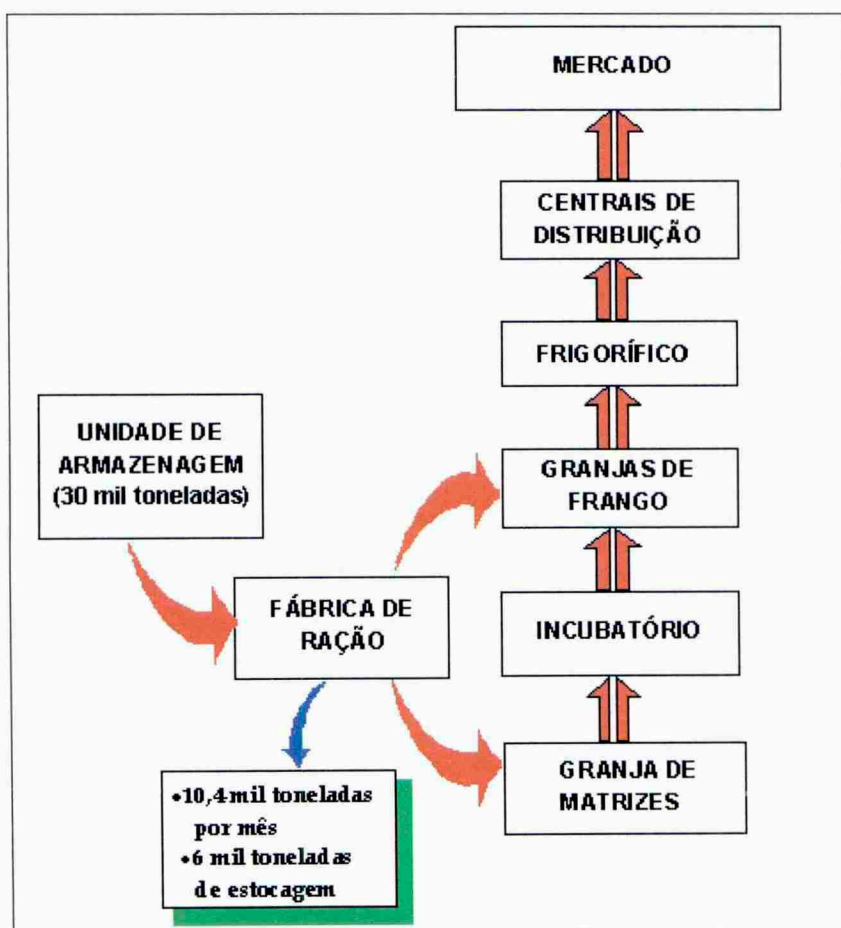 MERCADO
CENTRAIS DE
DISTRIBUIÇÃO
FRIGORÍFICO
UNIDADE DE
ARMAZENAGEM
(30 mil toneladas)
GRANJAS DE
FRANGO
FÁBRICA DE
RAÇÃO
INCUBATÓRIO
•10,4 mil toneladas
por mês
•6 mil toneladas
de estocagem
GRANJA DE
MATRIZES